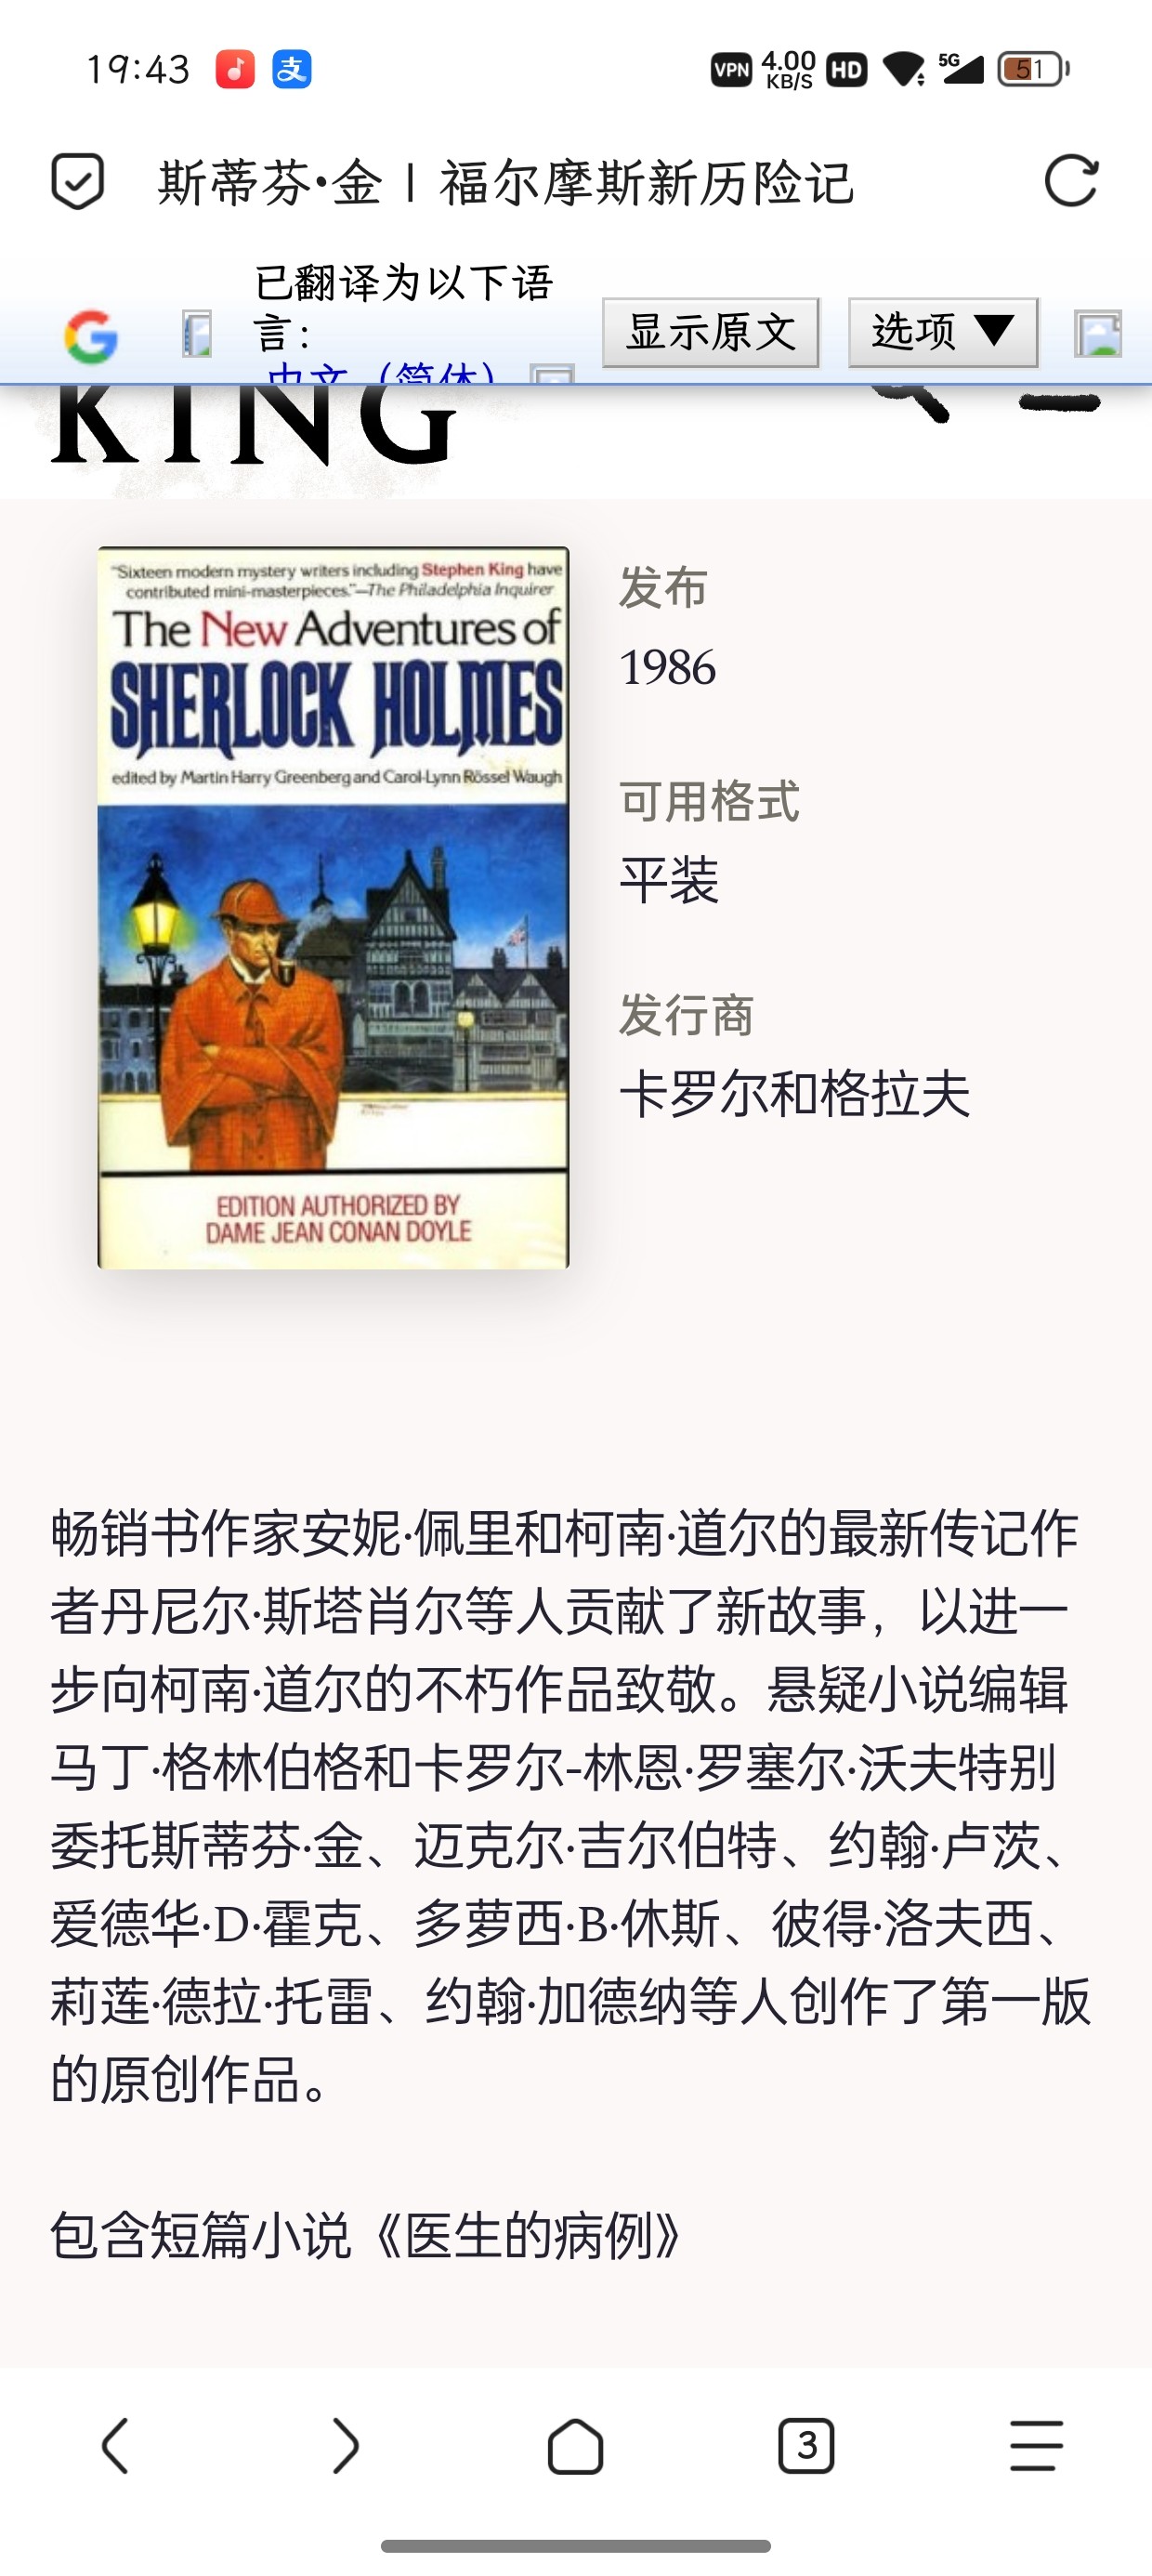 19:43
支
VPN
4.00
KB/S
HD
5G
51
斯蒂芬·金 | 福尔摩斯新历险记
已翻译为以下语
言：
中文（简体）
显示原文
选项 ▼
KING
"Sixteen modern mystery writers including Stephen King have
contributed mini-masterpieces."—The Philadelphia Inquirer
The New Adventures of
SHERLOCK HOLMES
edited by Martin Harry Greenberg and Carol-Lynn Rössel Waugh
EDITION AUTHORIZED BY
DAME JEAN CONAN DOYLE
发布
1986
可用格式
平装
发行商
卡罗尔和格拉夫
畅销书作家安妮·佩里和柯南·道尔的最新传记作
者丹尼尔·斯塔肖尔等人贡献了新故事，以进一
步向柯南·道尔的不朽作品致敬。悬疑小说编辑
马丁·格林伯格和卡罗尔-林恩·罗塞尔·沃夫特别
委托斯蒂芬·金、迈克尔·吉尔伯特、约翰·卢茨、
爱德华·D·霍克、多萝西·B·休斯、彼得·洛夫西、
莉莲·德拉·托雷、约翰·加德纳等人创作了第一版
的原创作品。
包含短篇小说《医生的病例》
3